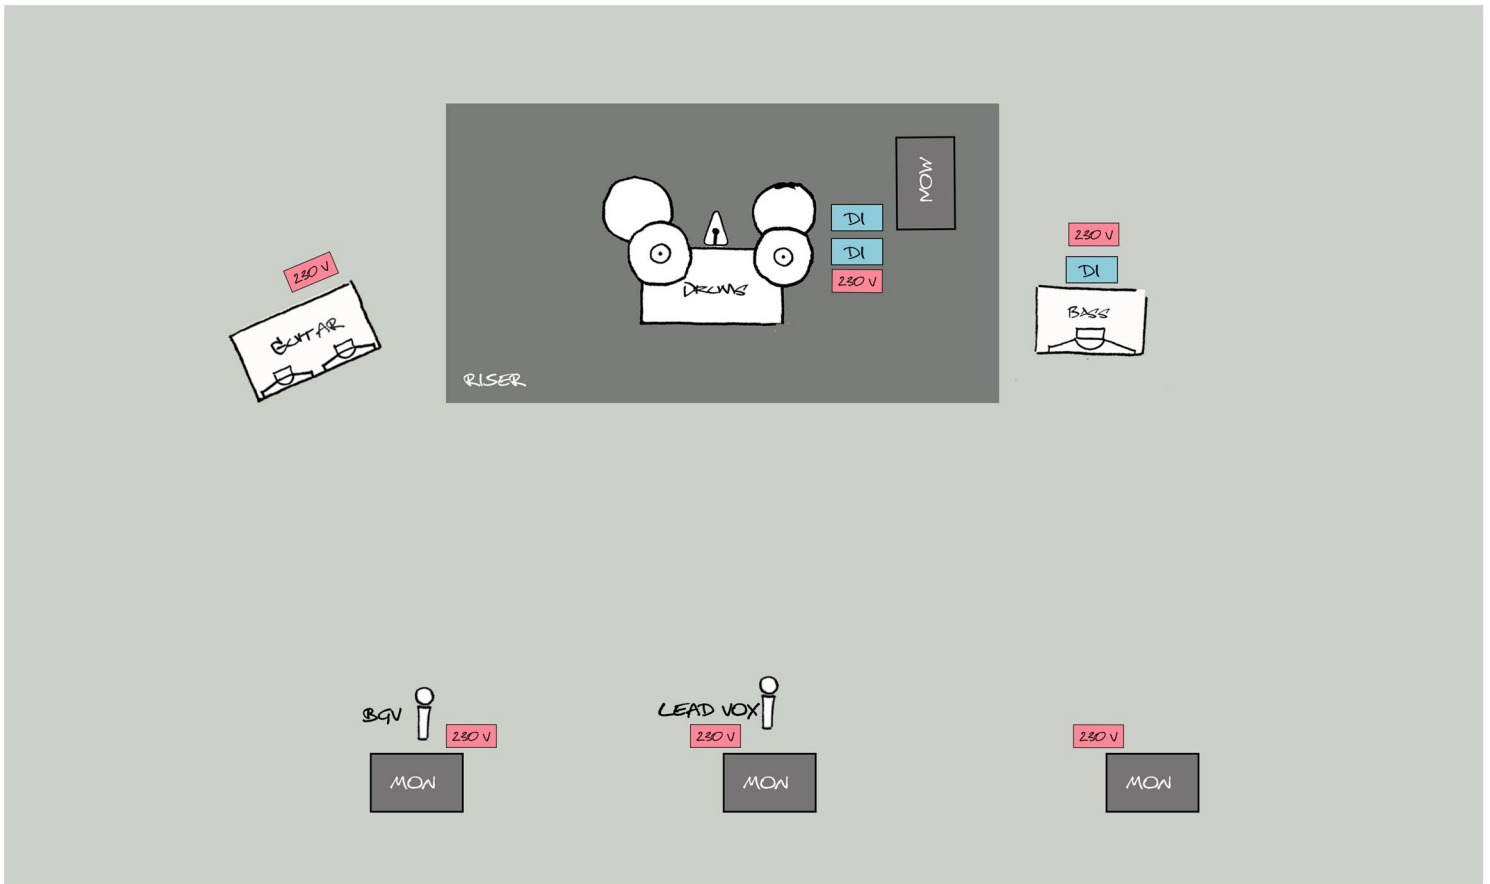 MON
DI
230 V
DI
230 V
DI
230 V
GUITAR
DRUMS
BASS
RISER
BGV
LEAD VOX
230 V
230 V
230 V
MON
MON
MON